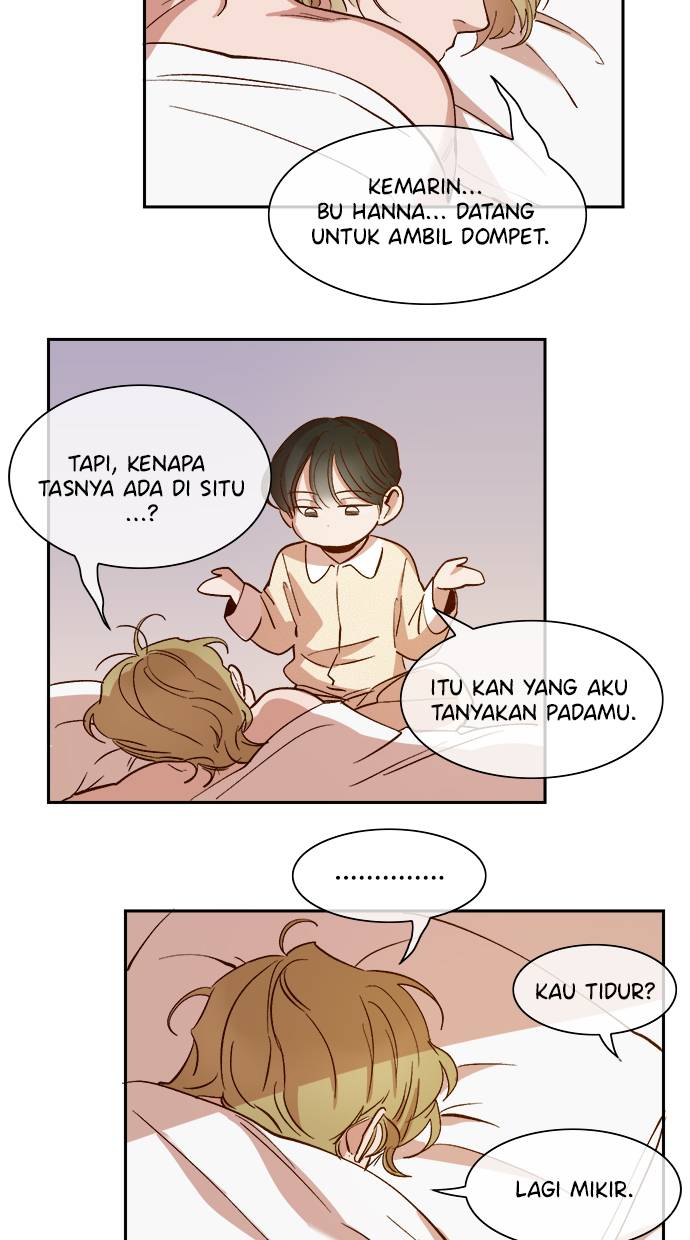 KEMARIN...
BU HANNA... DATANG
UNTUK AMBIL DOMPET.
TAPI, KENAPA
TASNYA ADA DI SITU
...?
ITU KAN YANG AKU
TANYAKAN PADAMU.
..............
KAU TIDUR?
LAGI MIKIR.